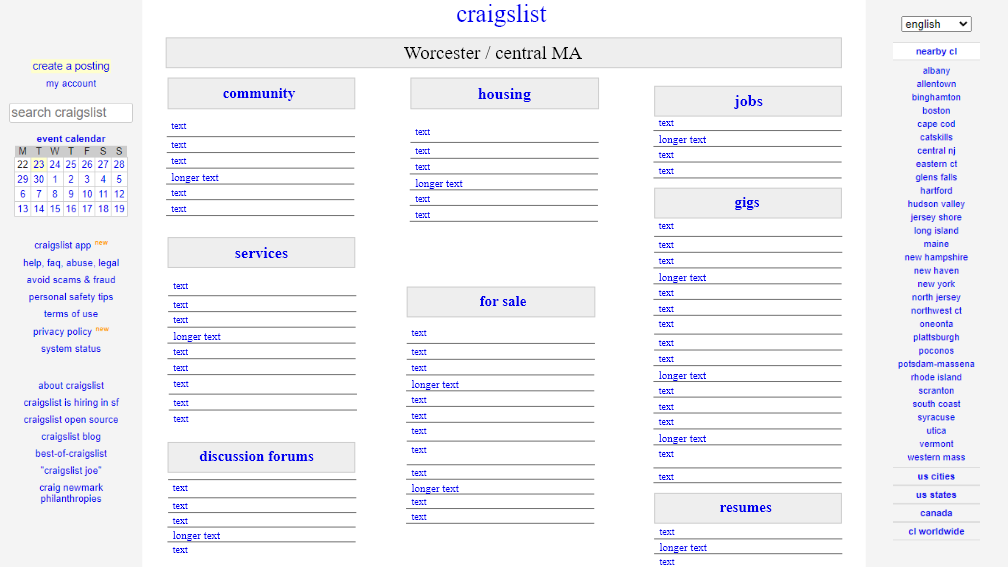 craigslist
Worcester / central MA
create a posting
my account
search craigslist
event calendar
M T W T F S S
22 23 24 25 26 27 28
29 30 1 2 3 4 5
6 7 8 9 10 11 12
13 14 15 16 17 18 19
craigslist app new
help, faq, abuse, legal
avoid scams & fraud
personal safety tips
terms of use
privacy policy new
system status
about craigslist
craigslist is hiring in sf
craigslist open source
craigslist blog
best-of-craigslist
"craigslist joe"
craig newmark
philanthropies
community
text
text
text
longer text
text
text
services
text
text
text
longer text
text
text
text
text
text
discussion forums
text
text
text
longer text
text
housing
text
text
text
longer text
text
text
for sale
text
text
text
longer text
text
text
text
text
text
longer text
text
text
jobs
text
longer text
text
text
gigs
text
text
text
longer text
text
text
text
text
text
longer text
text
text
text
longer text
text
text
resumes
text
longer text
text
english
nearby cl
albany
allentown
binghamton
boston
cape cod
catskills
central nj
eastern ct
glens falls
hartford
hudson valley
jersey shore
long island
maine
new hampshire
new haven
new york
north jersey
northwest ct
oneonta
plattsburgh
poconos
potsdam-massena
rhode island
scranton
south coast
syracuse
utica
vermont
western mass
us cities
us states
canada
cl worldwide